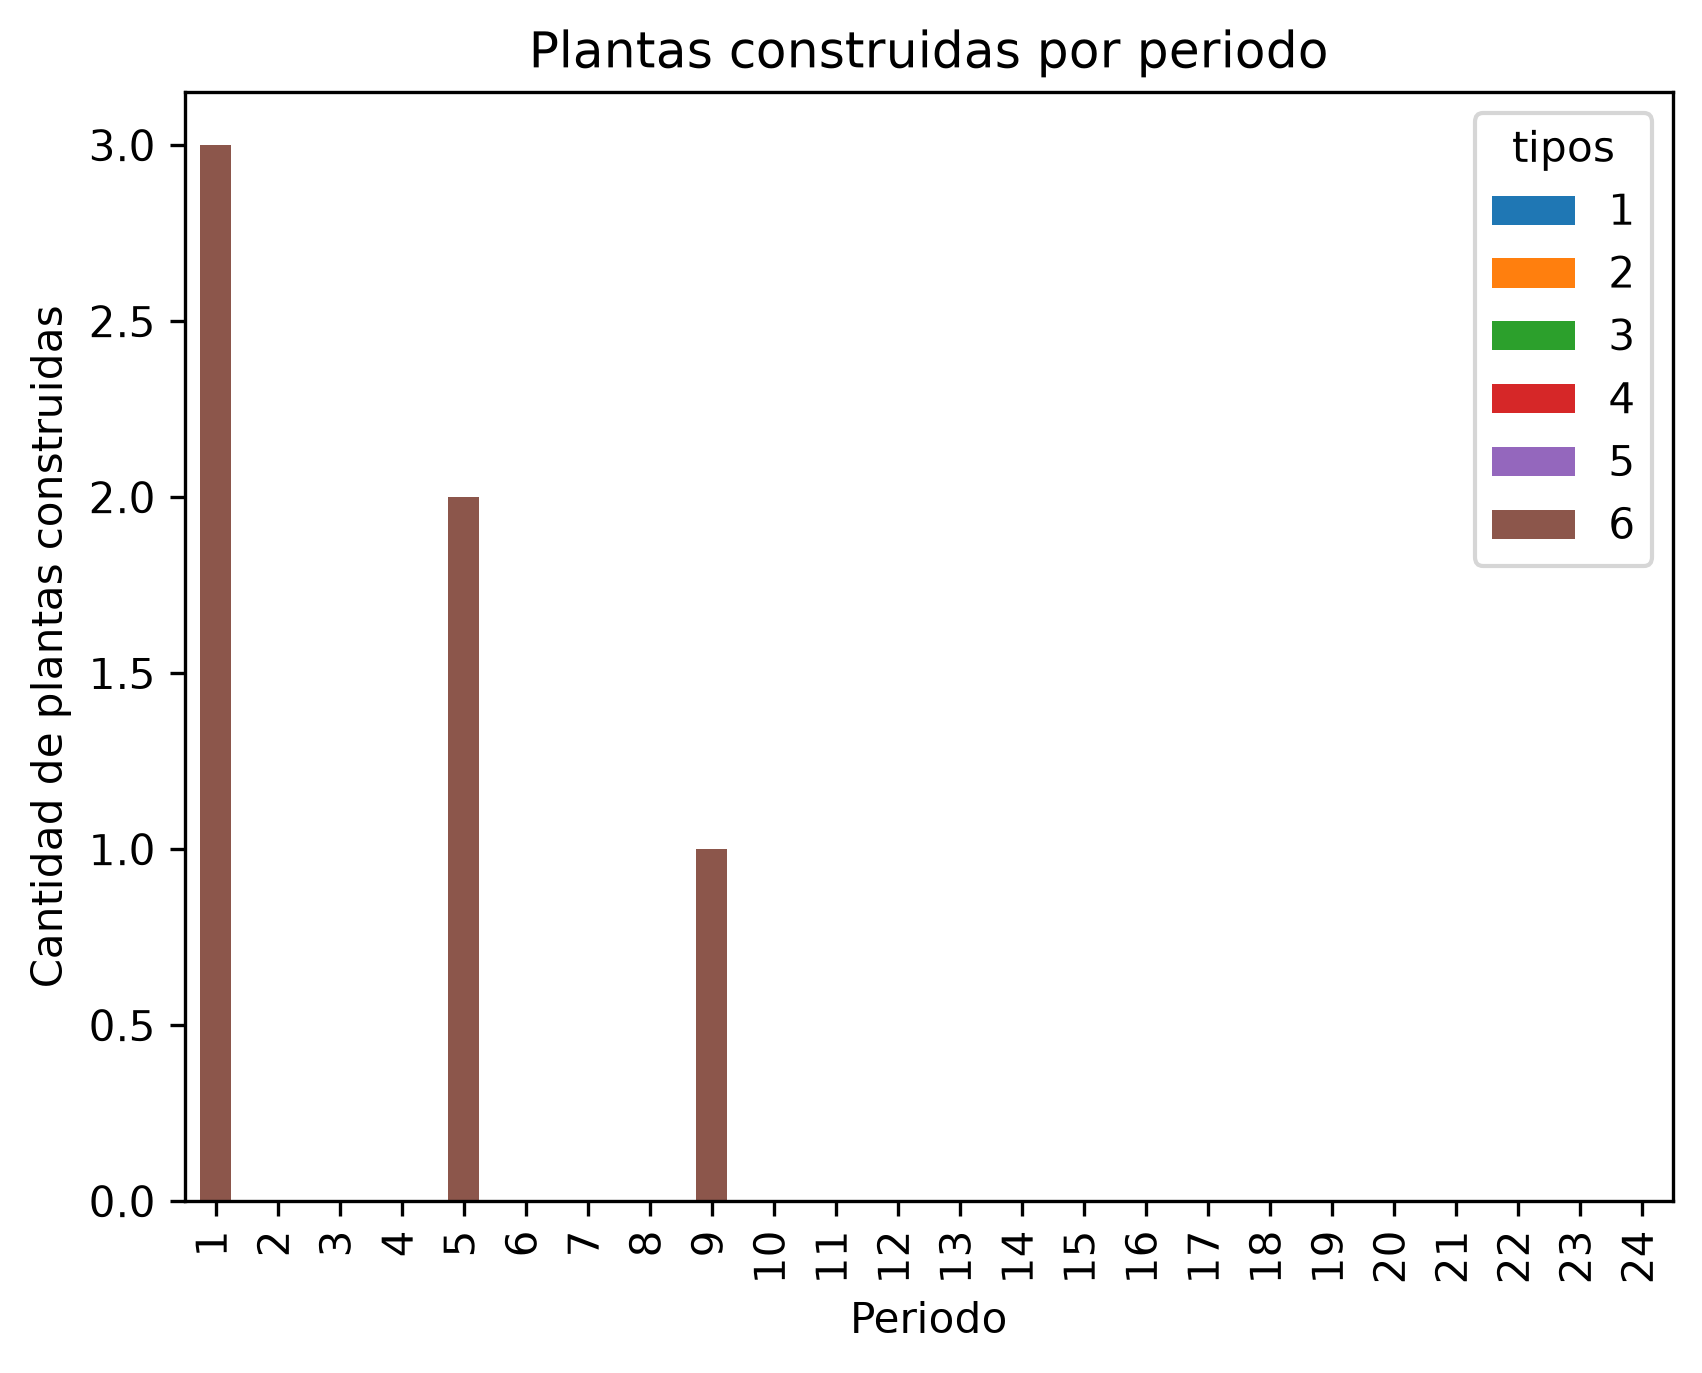 Plantas construidas por periodo
Cantidad de plantas construidas
3.0
2.5
2.0
1.5
1.0
0.5
0.0
tipos
1
2
3
4
5
6
1 2 3 4 5 6 7 8 9 10 11 12 13 14 15 16 17 18 19 20 21 22 23 24
Periodo